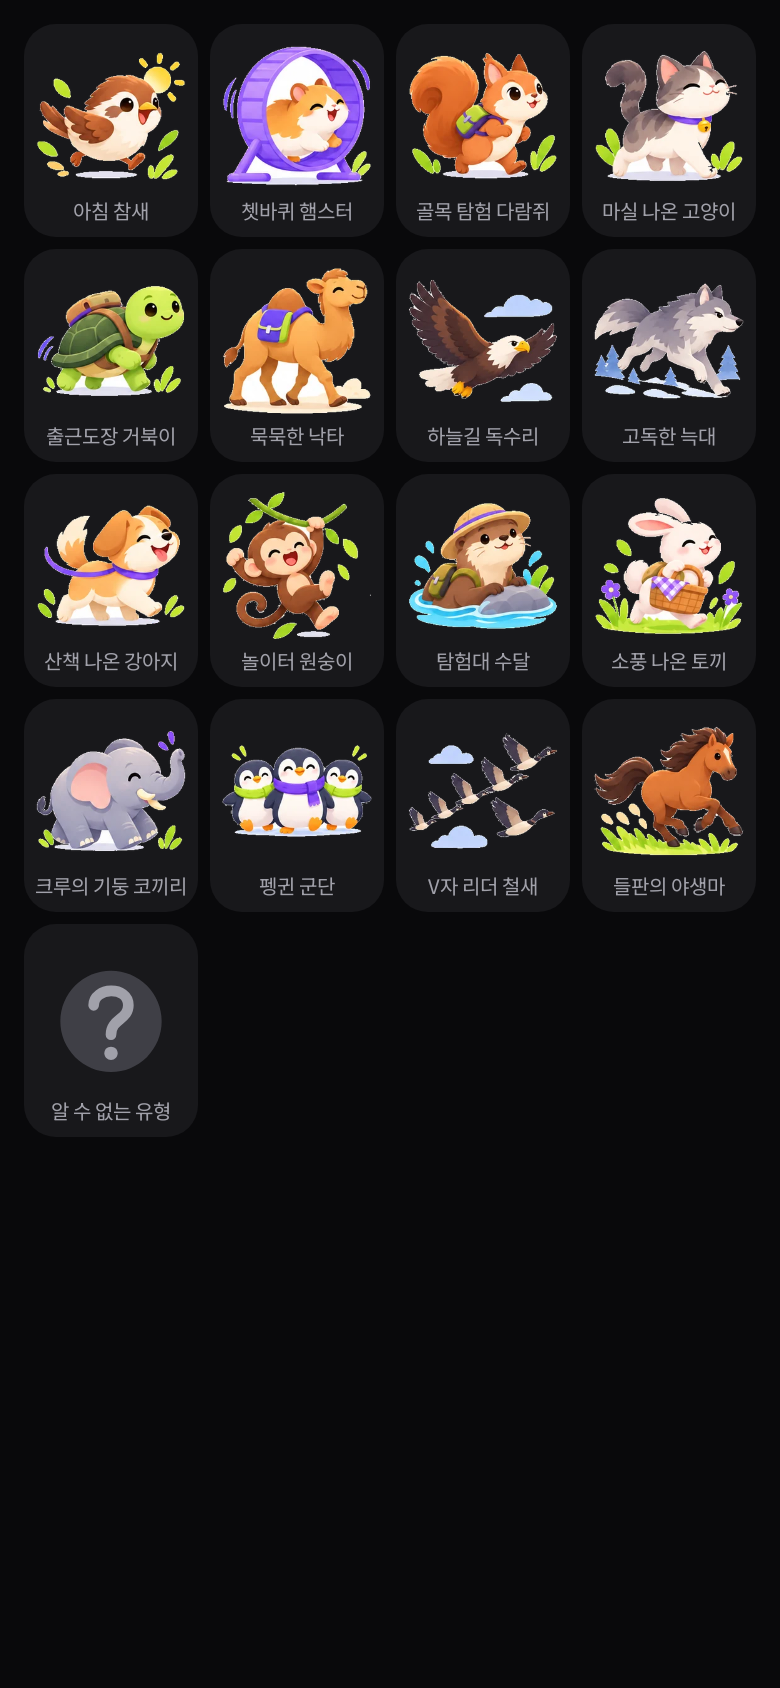 아침 참새
쳇바퀴 햄스터
골목 탐험 다람쥐
마실 나온 고양이
출근도장 거북이
묵묵한 낙타
하늘길 독수리
고독한 늑대
산책 나온 강아지
놀이터 원숭이
탐험대 수달
소풍 나온 토끼
크루의 기둥 코끼리
펭귄 군단
V자 리더 철새
들판의 야생마
?
알 수 없는 유형